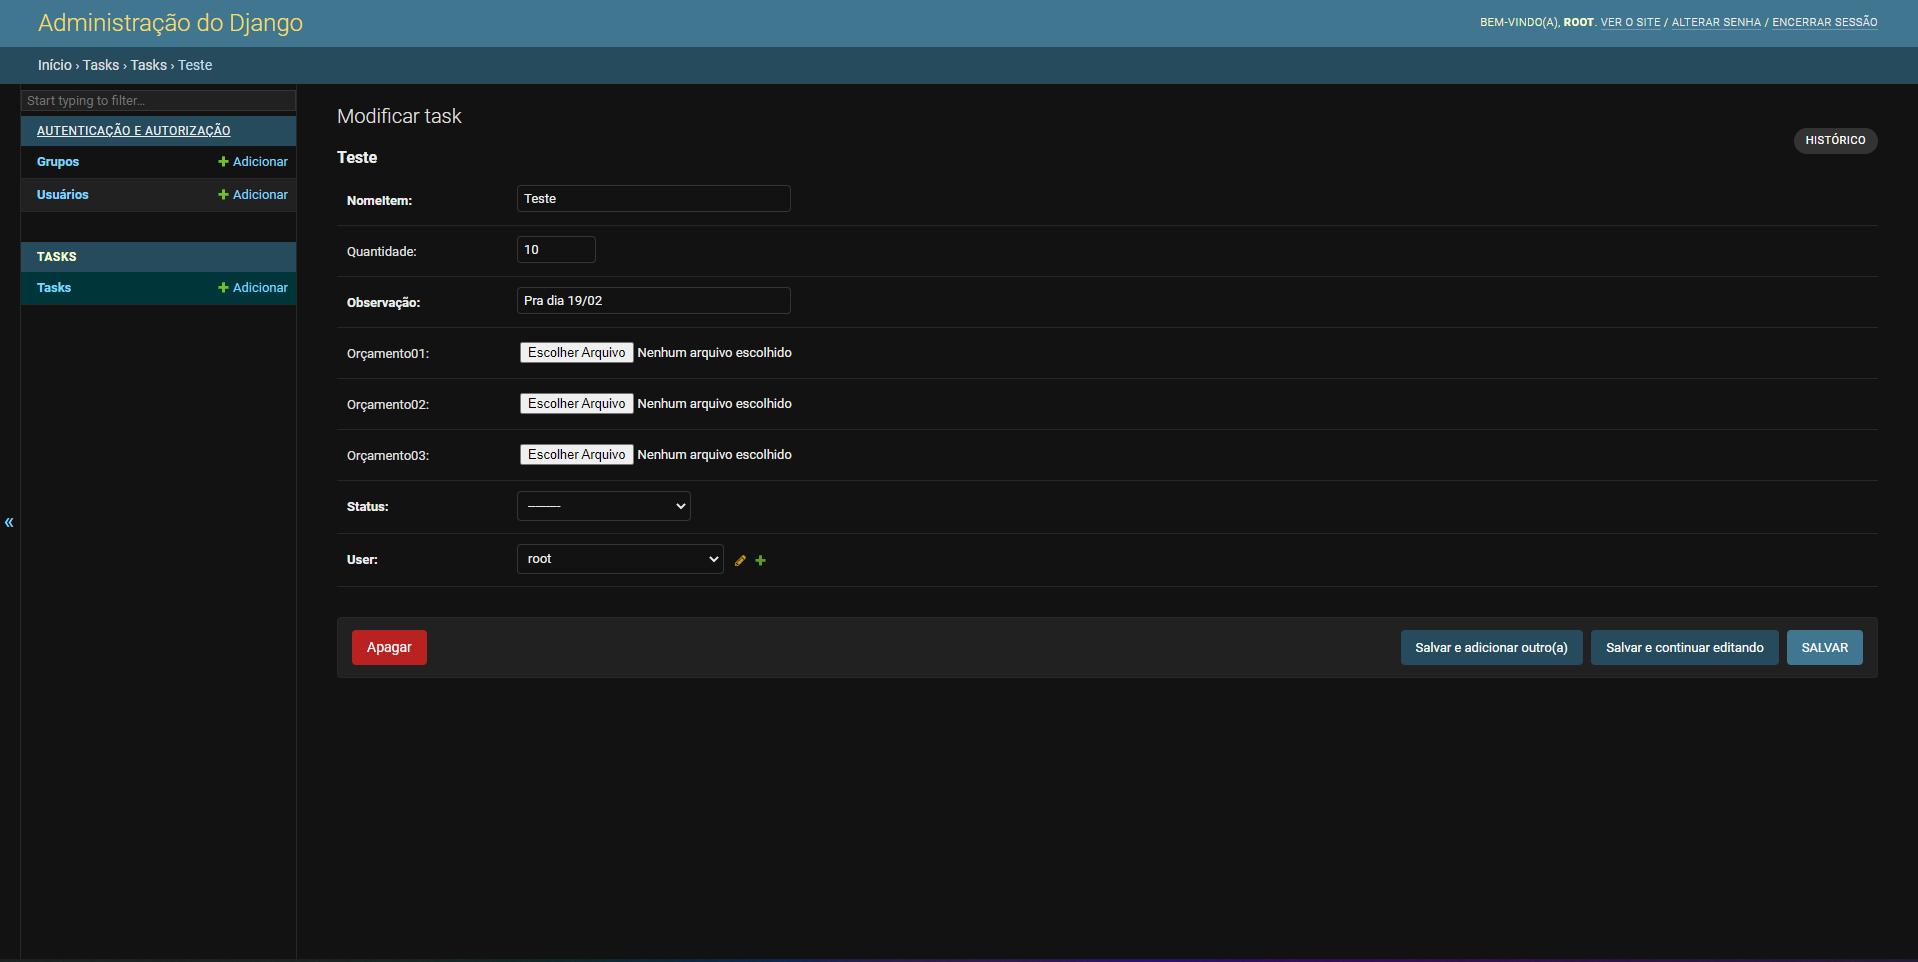 Administração do Django
BEM-VINDO(A), ROOT. VER O SITE / ALTERAR SENHA / ENCERRAR SESSÃO
Início › Tasks › Tasks › Teste
Start typing to filter...
AUTENTICAÇÃO E AUTORIZAÇÃO
Grupos Adicionar
Usuários Adicionar
TASKS
Tasks Adicionar
«
Modificar task
HISTÓRICO
Teste
NomeItem: Teste
Quantidade: 10
Observação: Pra dia 19/02
Orçamento01: Escolher Arquivo Nenhum arquivo escolhido
Orçamento02: Escolher Arquivo Nenhum arquivo escolhido
Orçamento03: Escolher Arquivo Nenhum arquivo escolhido
Status: ---------
User: root
Apagar Salvar e adicionar outro(a) Salvar e continuar editando SALVAR